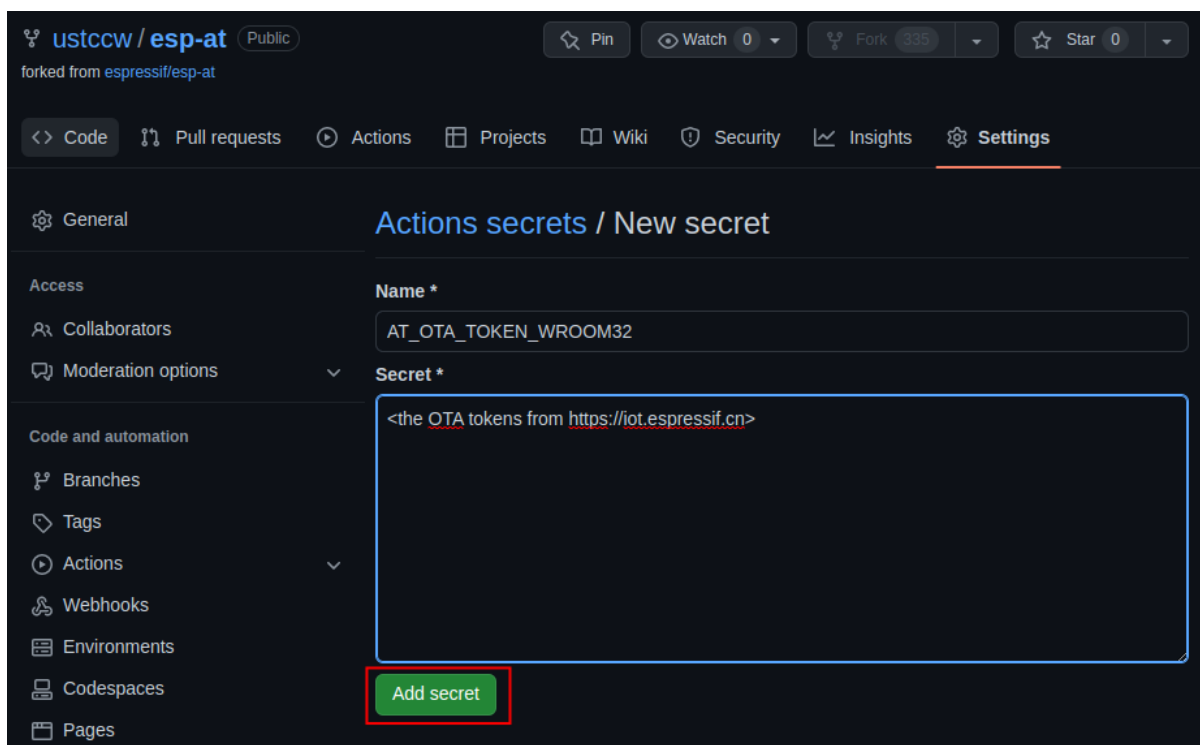 ustccw / esp-at Public
Pin
Watch 0
Fork 335
Star 0
forked from espressif/esp-at
<> Code
Pull requests
Actions
Projects
Wiki
Security
Insights
Settings
General
Access
Collaborators
Moderation options
Code and automation
Branches
Tags
Actions
Webhooks
Environments
Codespaces
Pages
Actions secrets / New secret
Name *
AT_OTA_TOKEN_WROOM32
Secret *
<the OTA tokens from https://iot.espressif.cn>
Add secret